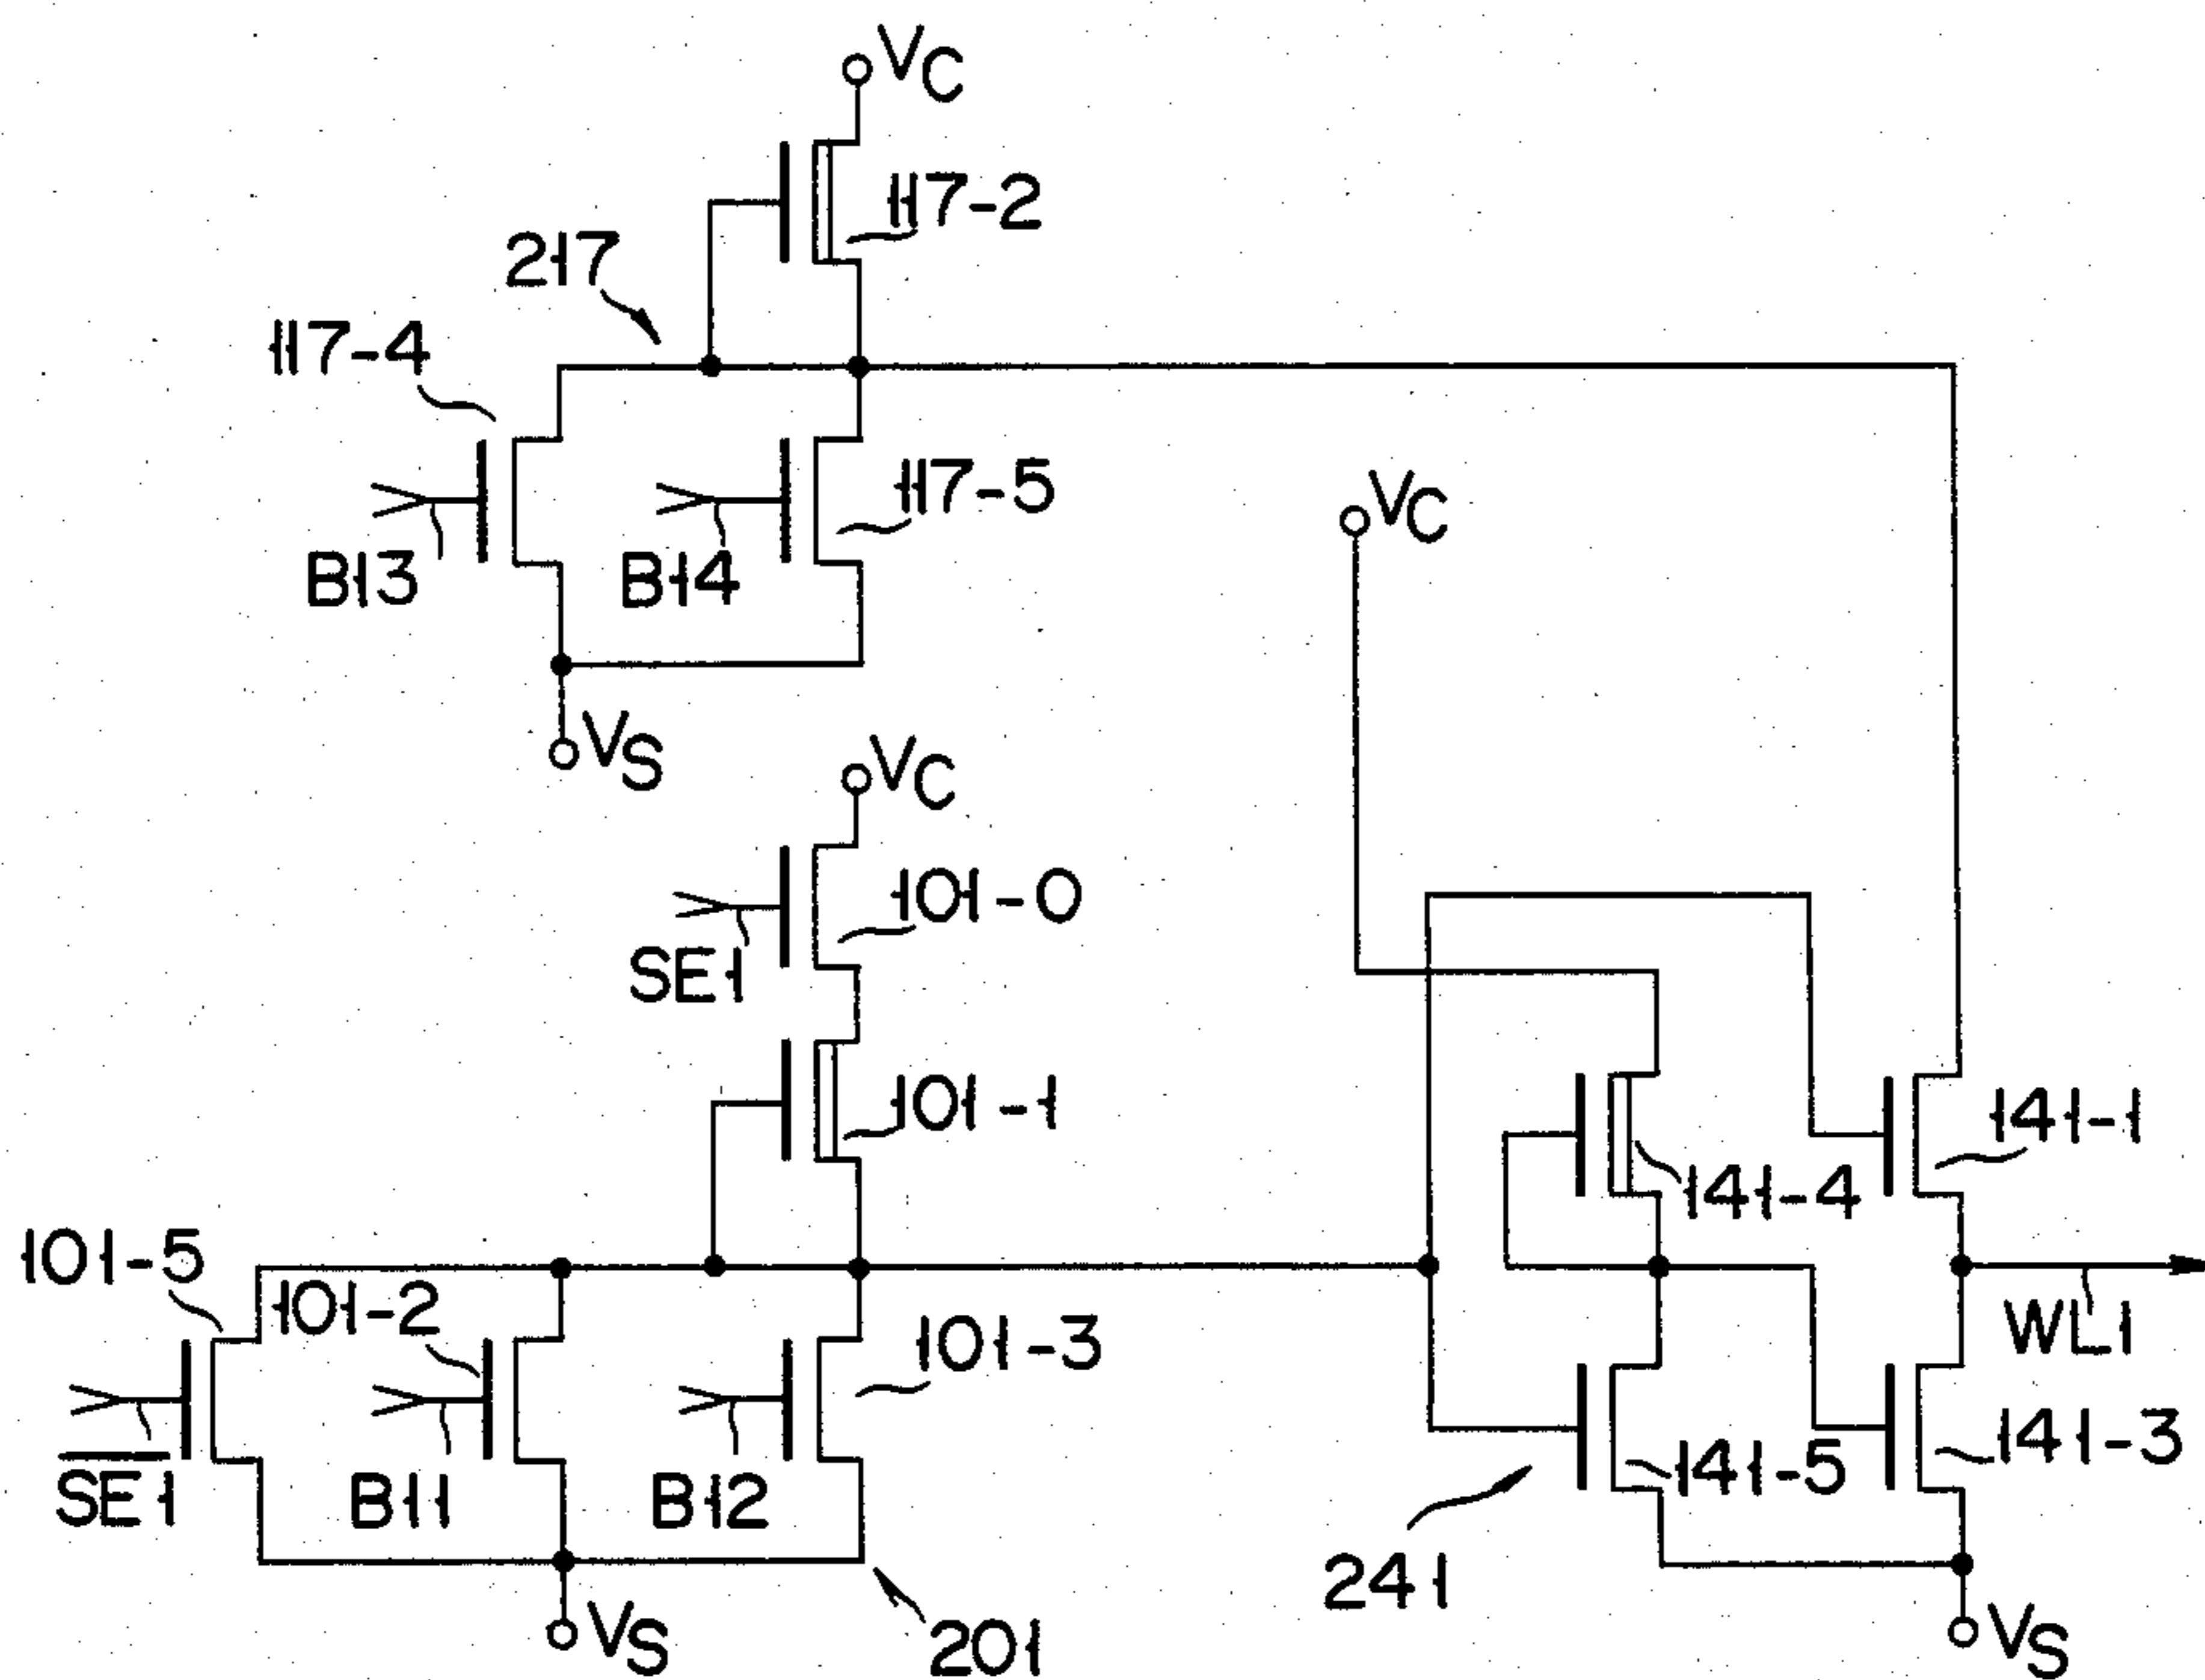 VC
117-2
217
117-4
117-5
VC
B13
B14
VS
VC
101-0
SE1
101-1
141-1
141-4
101-5
101-2
101-3
WL1
141-3
141-5
SE1
B11
B12
241
VS
201
VS